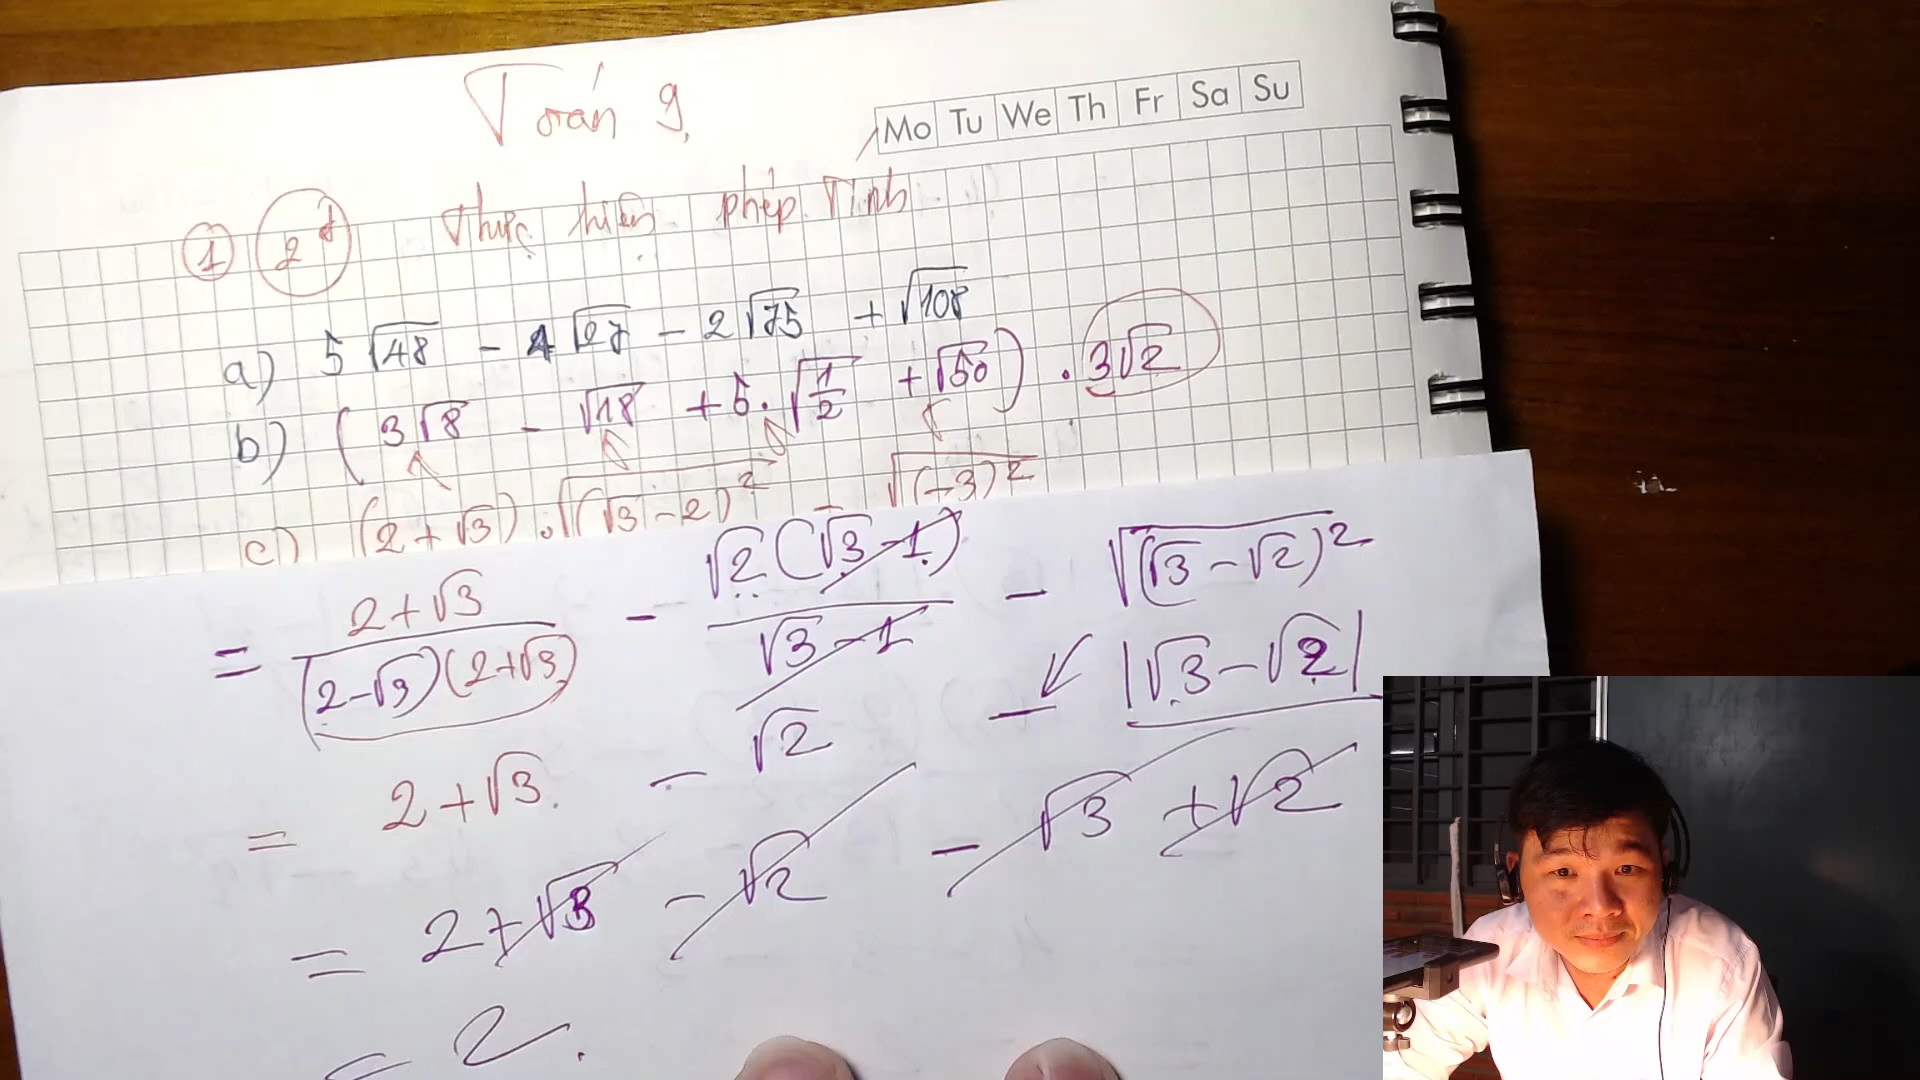 Toán 9
Mo Tu We Th Fr Sa Su
① 2đ Thực hiện phép tính
a) 5√48 - 4√27 - 2√75 + √108
b) (3√8 - √18 + 5.√(1/2) + √50) . 3√2
c) (2+√3).√((√3-2)²) - √((-3)²)
= (2+√3)/((2-√3)(2+√3)) - (√2(√3-1))/(√3-1) - √((√3-√2)²)
= 2+√3 - √2 - |√3-√2|
= 2+√3 - √2 - √3 + √2
= 2.